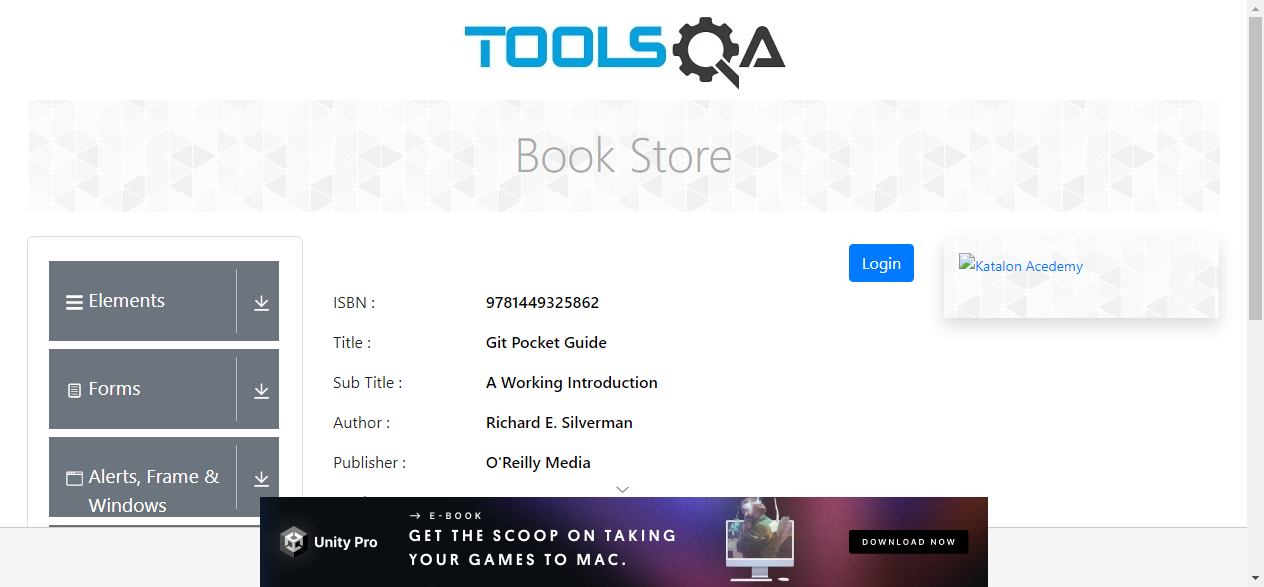 TOOLSQA
Book Store
Elements
Forms
Alerts, Frame &
Windows
Login
ISBN : 9781449325862
Title : Git Pocket Guide
Sub Title : A Working Introduction
Author : Richard E. Silverman
Publisher : O'Reilly Media
Katalon Acedemy
Unity Pro
→ E-BOOK
GET THE SCOOP ON TAKING
YOUR GAMES TO MAC.
DOWNLOAD NOW